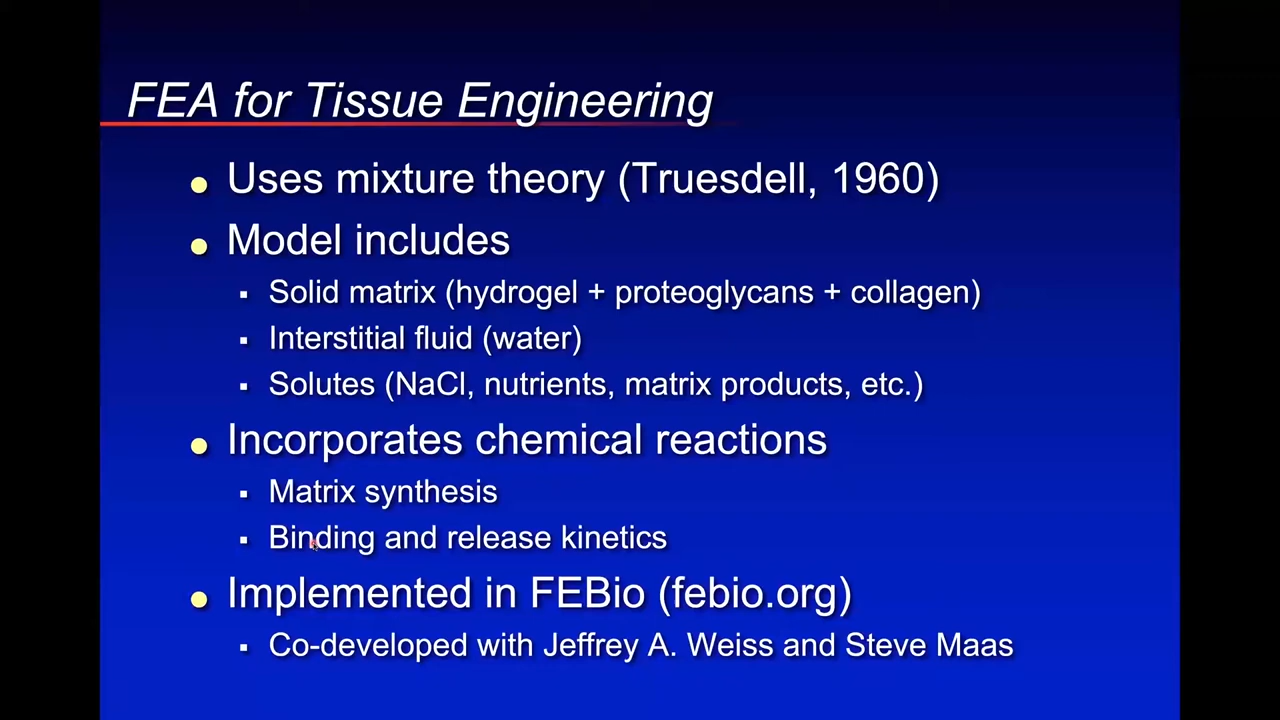 FEA for Tissue Engineering
Uses mixture theory (Truesdell, 1960)
Model includes
Solid matrix (hydrogel + proteoglycans + collagen)
Interstitial fluid (water)
Solutes (NaCl, nutrients, matrix products, etc.)
Incorporates chemical reactions
Matrix synthesis
Binding and release kinetics
Implemented in FEBio (febio.org)
Co-developed with Jeffrey A. Weiss and Steve Maas